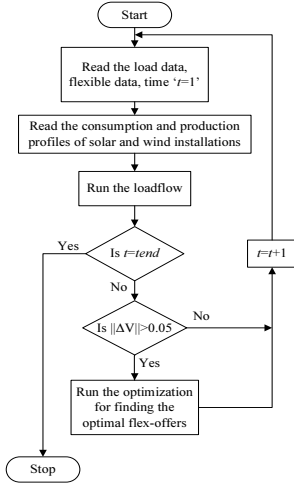 Start
Read the load data,
flexible data, time ‘t=1’
Read the consumption and production
profiles of solar and wind installations
Run the loadflow
Yes
Is t=tend
t=t+1
No
Is ||ΔV||>0.05
No
Yes
Run the optimization
for finding the
optimal flex-offers
Stop